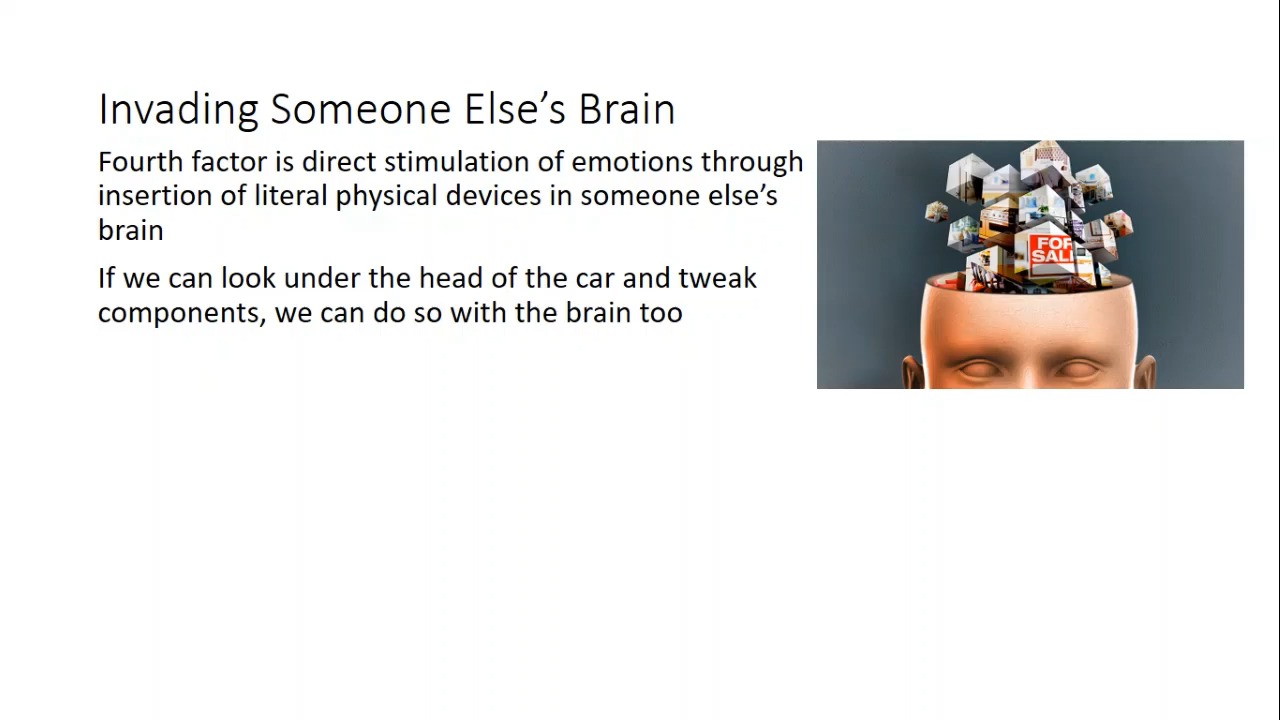 Invading Someone Else’s Brain
Fourth factor is direct stimulation of emotions through
insertion of literal physical devices in someone else’s
brain
If we can look under the head of the car and tweak
components, we can do so with the brain too
FOR
SALE